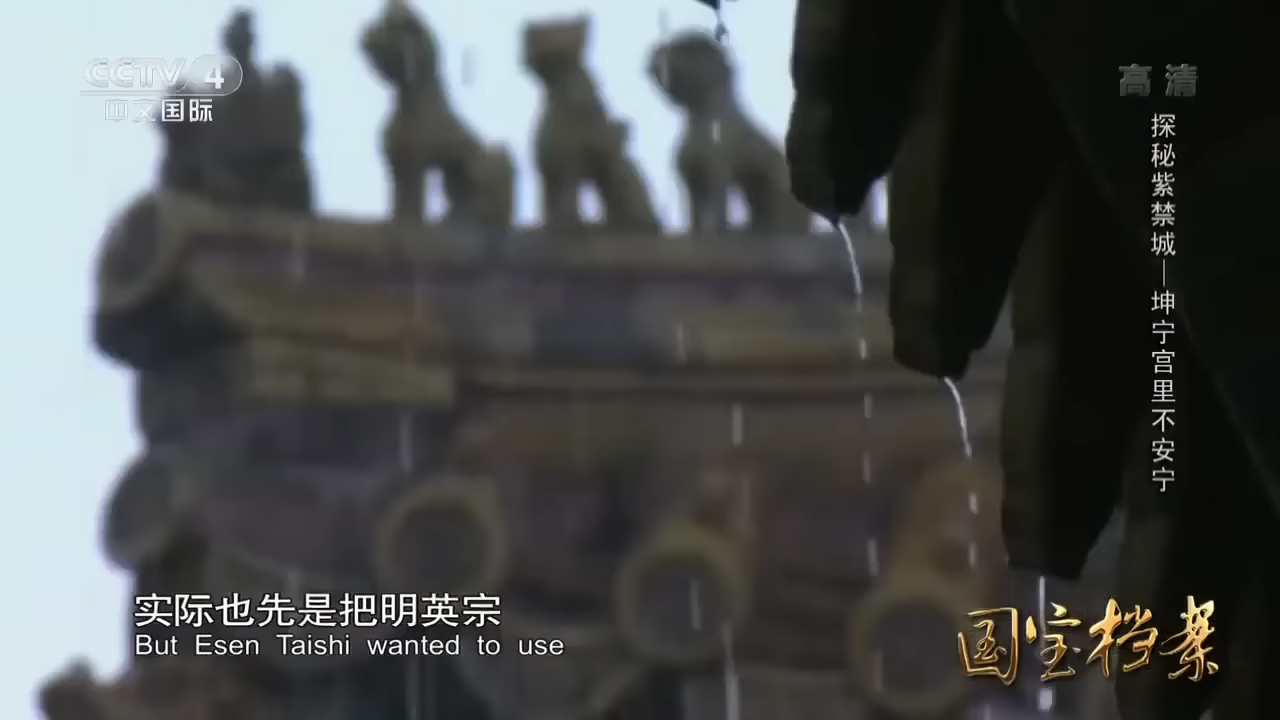 CCTV 4
中文国际
高清
探秘紫禁城—坤宁宫里不安宁
实际也先是把明英宗
But Esen Taishi wanted to use
国宝档案